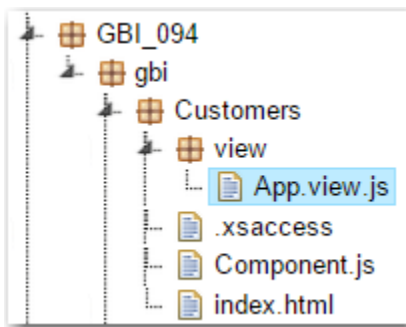 GBI_094
gbi
Customers
view
App.view.js
.xsaccess
Component.js
index.html